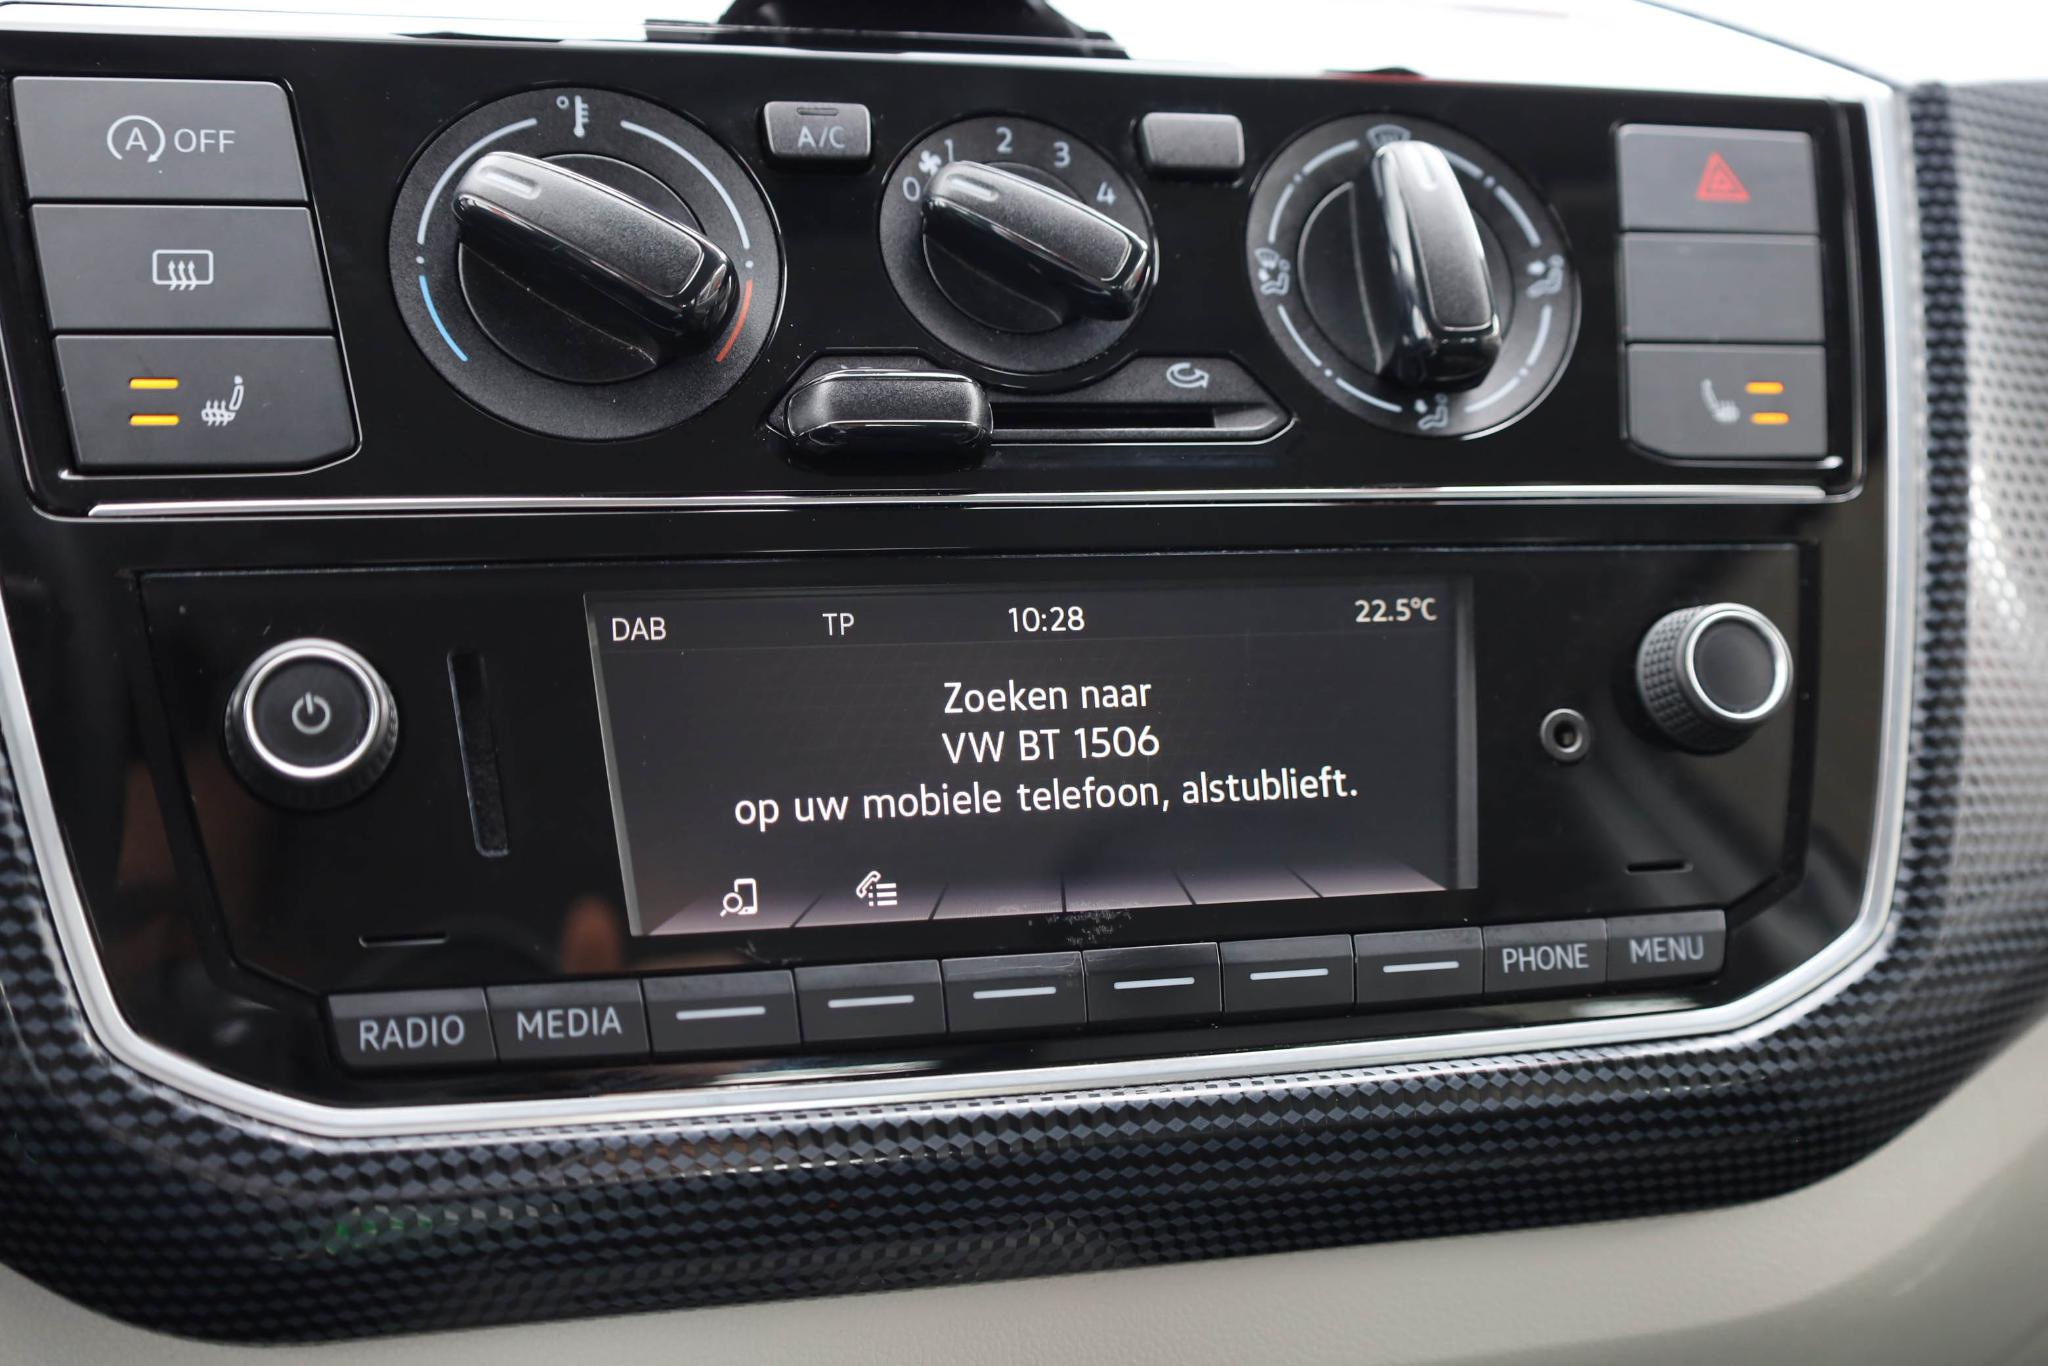 A OFF
A/C
0 1 2 3 4
DAB TP 10:28 22.5°C
Zoeken naar
VW BT 1506
op uw mobiele telefoon, alstublieft.
RADIO MEDIA PHONE MENU